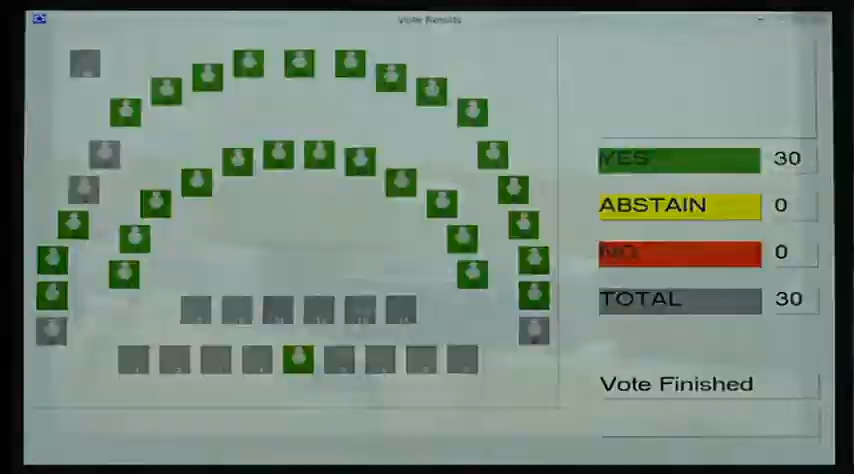 Vote Results
YES 30
ABSTAIN 0
NO 0
TOTAL 30
Vote Finished